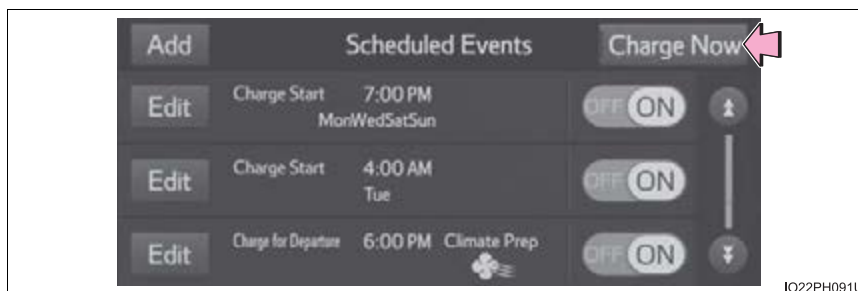 Add Scheduled Events Charge Now
Edit Charge Start 7:00 PM OFF ON
MonWedSatSun
Edit Charge Start 4:00 AM OFF ON
Tue
Edit Charge for Departure 6:00 PM Climate Prep OFF ON
IO22PH091U